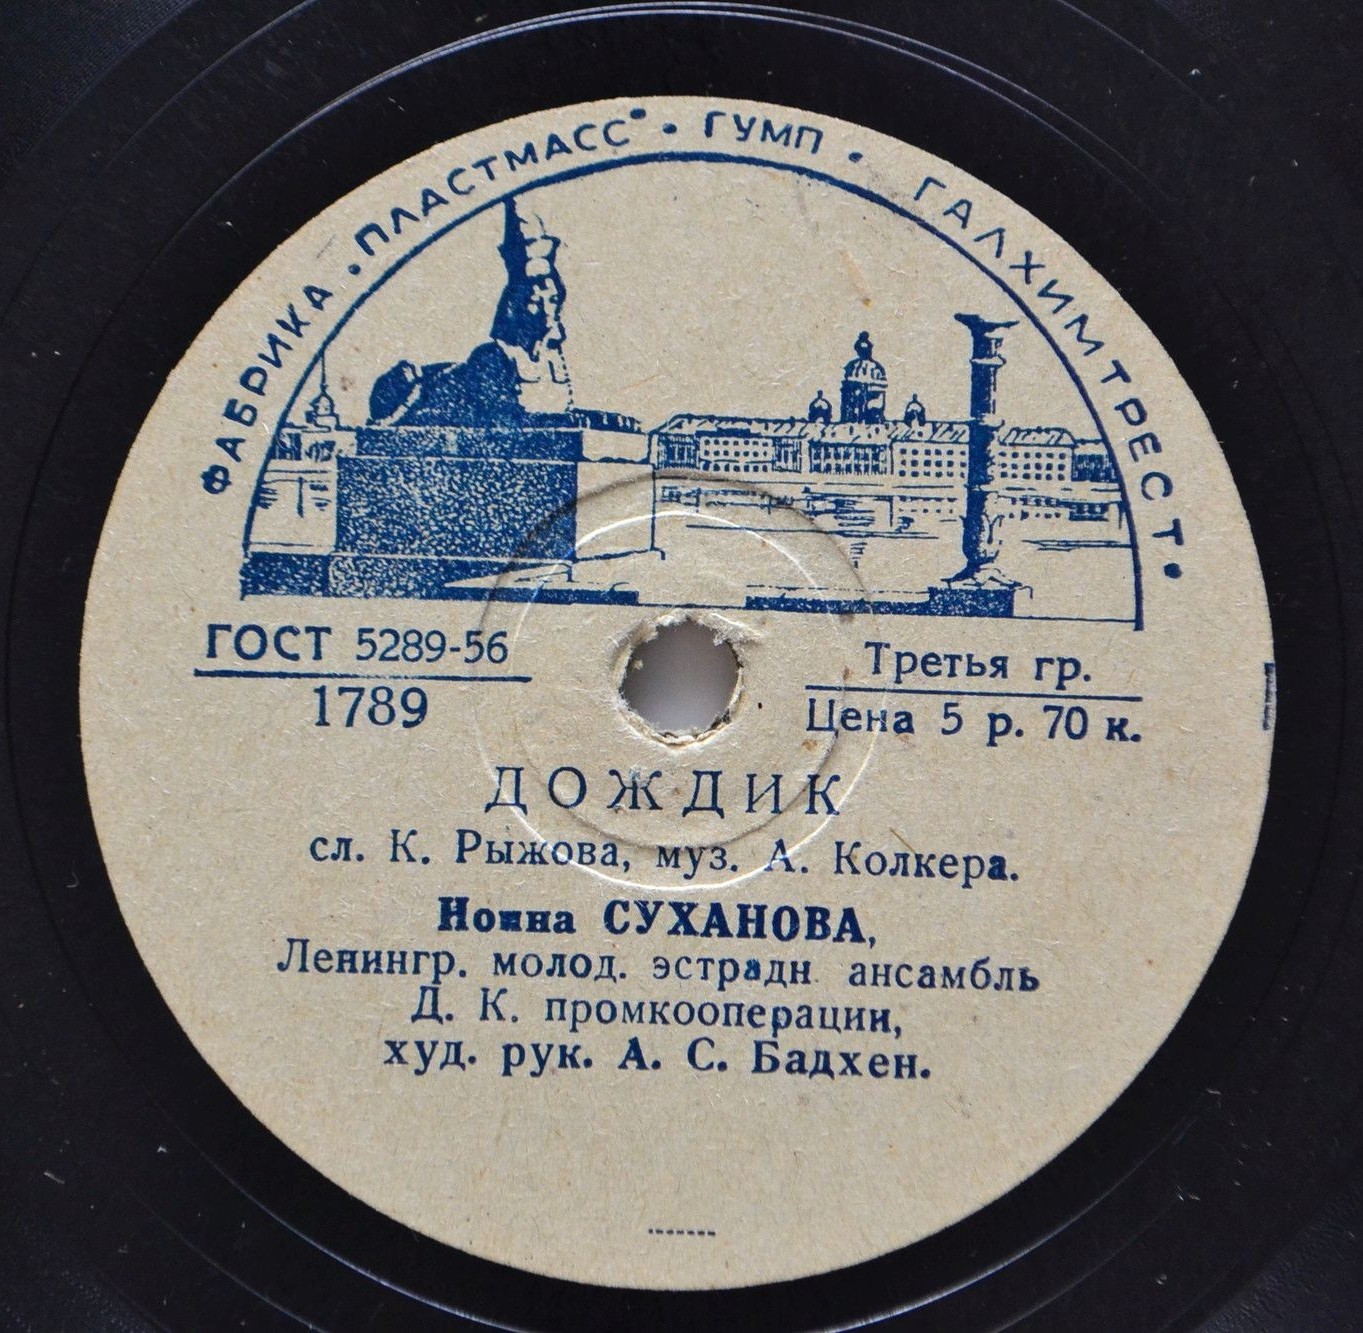 ФАБРИКА · ПЛАСТМАСС · ГУМП · ГАЛХИМТРЕСТ
ГОСТ 5289-56
1789
Третья гр.
Цена 5 р. 70 к.
ДОЖДИК
сл. К. Рыжова, муз. А. Колкера.
Нонна СУХАНОВА,
Ленингр. молод. эстрадн. ансамбль
Д. К. промкооперации,
худ. рук. А. С. Бадхен.